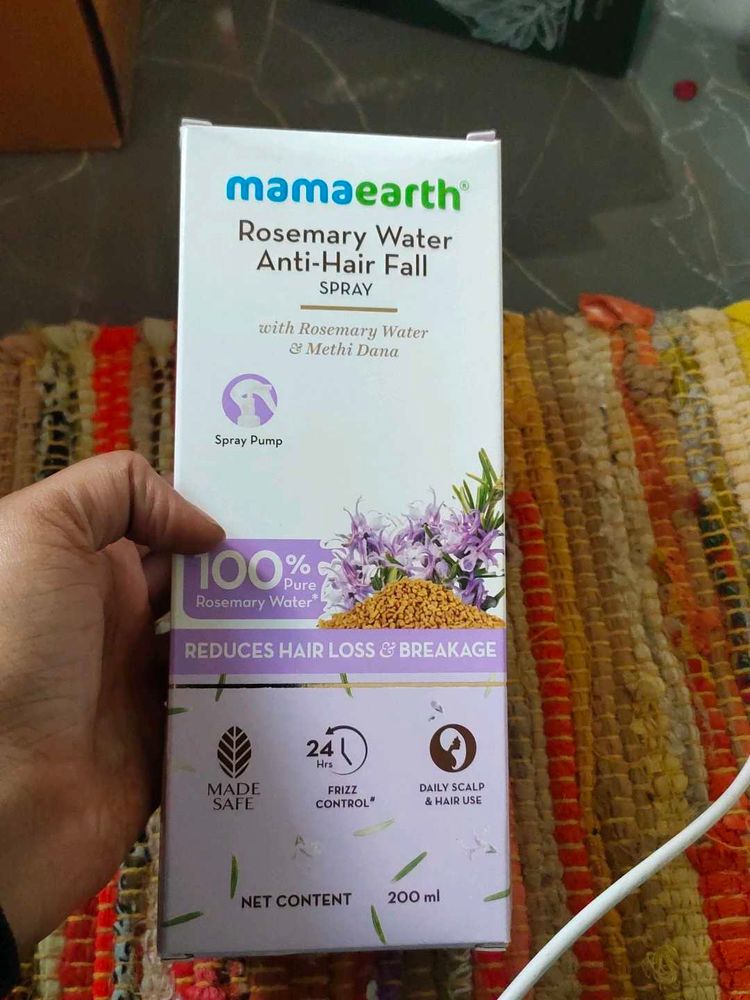 mamaearth®
Rosemary Water
Anti-Hair Fall
SPRAY
with Rosemary Water
& Methi Dana
Spray Pump
100%
Pure
Rosemary Water*
REDUCES HAIR LOSS & BREAKAGE
MADE
SAFE
24
Hrs
FRIZZ
CONTROL#
DAILY SCALP
& HAIR USE
NET CONTENT 200 ml